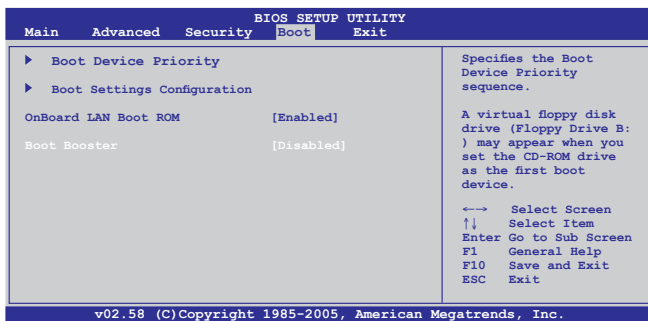 BIOS SETUP UTILITY
Main Advanced Security Boot Exit
Boot Device Priority
Boot Settings Configuration
OnBoard LAN Boot ROM [Enabled]
Boot Booster [Disabled]
Specifies the Boot
Device Priority
sequence.
A virtual floppy disk
drive (Floppy Drive B:
) may appear when you
set the CD-ROM drive
as the first boot
device.
←→ Select Screen
↑↓ Select Item
Enter Go to Sub Screen
F1 General Help
F10 Save and Exit
ESC Exit
v02.58 (C)Copyright 1985-2005, American Megatrends, Inc.